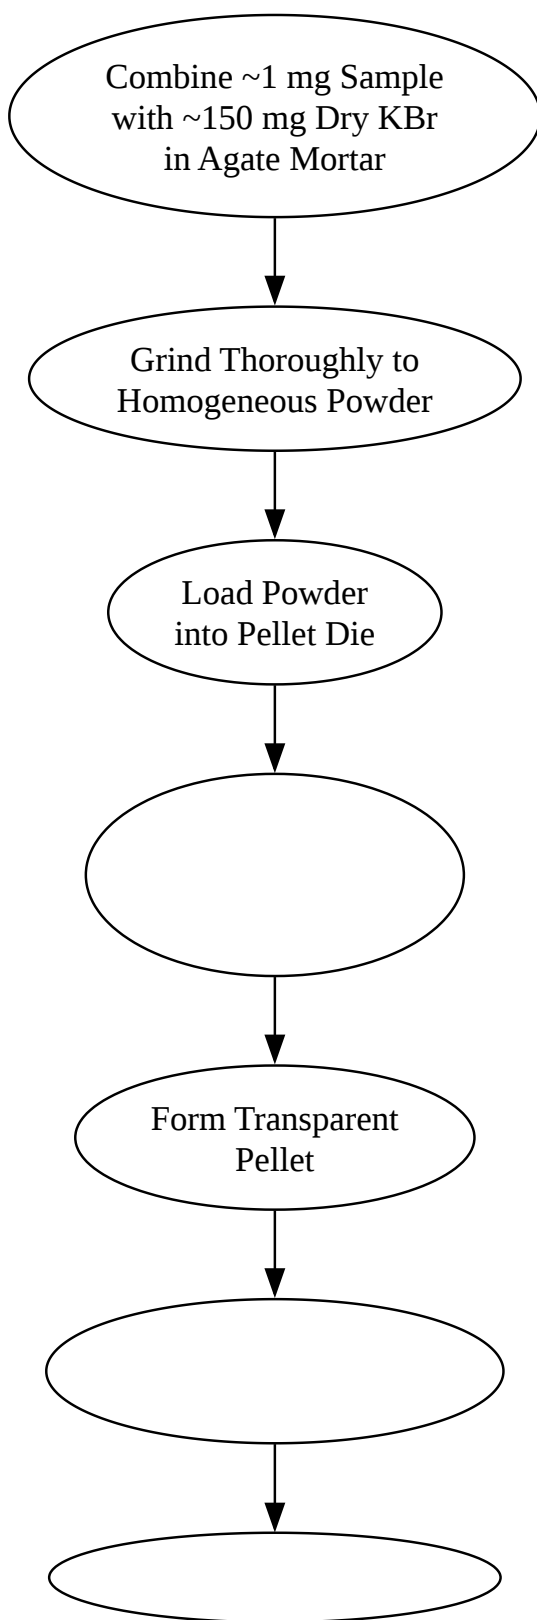 Combine ~1 mg Sample
with ~150 mg Dry KBr
in Agate Mortar
Grind Thoroughly to
Homogeneous Powder
Load Powder
into Pellet Die
Form Transparent
Pellet